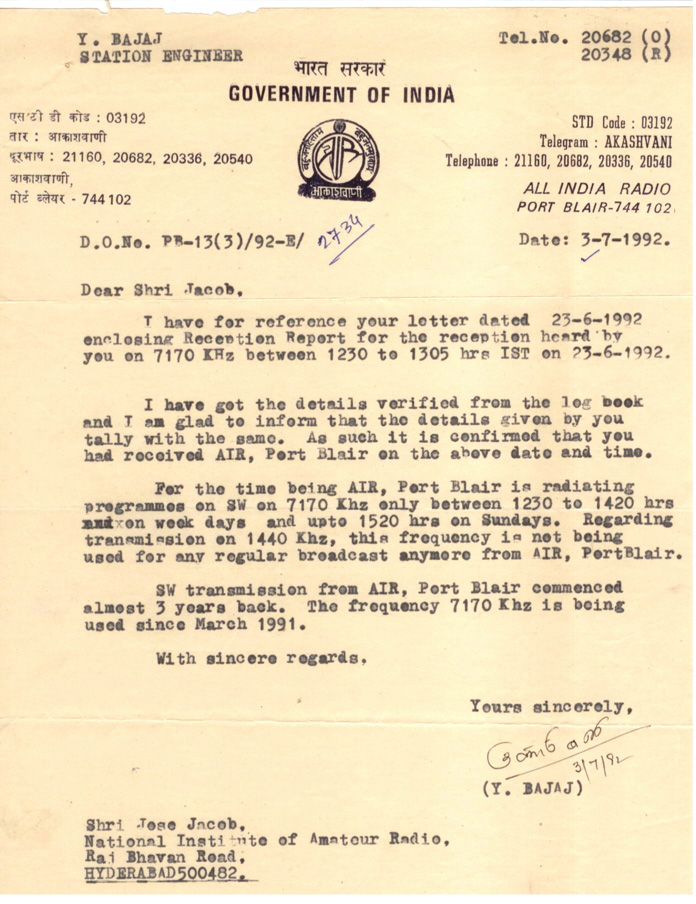 Y. BAJAJ
STATION ENGINEER
Tel.No. 20682 (O)
20348 (R)
भारत सरकार
GOVERNMENT OF INDIA
एस टी डी कोड : 03192
तार : आकाशवाणी
दूरभाष : 21160, 20682, 20336, 20540
आकाशवाणी,
पोर्ट ब्लेयर - 744 102
आकाशवाणी
STD Code : 03192
Telegram : AKASHVANI
Telephone : 21160, 20682, 20336, 20540
ALL INDIA RADIO
PORT BLAIR-744 102.
D.O.No. PB-13(3)/92-E/ 2734
Date: 3-7-1992.
Dear Shri Jacob,
I have for reference your letter dated 23-6-1992
enclosing Reception Report for the reception heard by
you on 7170 KHz between 1230 to 1305 hrs IST on 23-6-1992.
I have got the details verified from the log book
and I am glad to inform that the details given by you
tally with the same. As such it is confirmed that you
had received AIR, Port Blair on the above date and time.
For the time being AIR, Port Blair is radiating
programmes on SW on 7170 Khz only between 1230 to 1420 hrs
on week days and upto 1520 hrs on Sundays. Regarding
transmission on 1440 Khz, this frequency is not being
used for any regular broadcast anymore from AIR, PortBlair.
SW transmission from AIR, Port Blair commenced
almost 3 years back. The frequency 7170 Khz is being
used since March 1991.
With sincere regards,
Yours sincerely,
3/7/92
(Y. BAJAJ)
Shri Jose Jacob,
National Institute of Amateur Radio,
Raj Bhavan Road,
HYDERABAD500482.